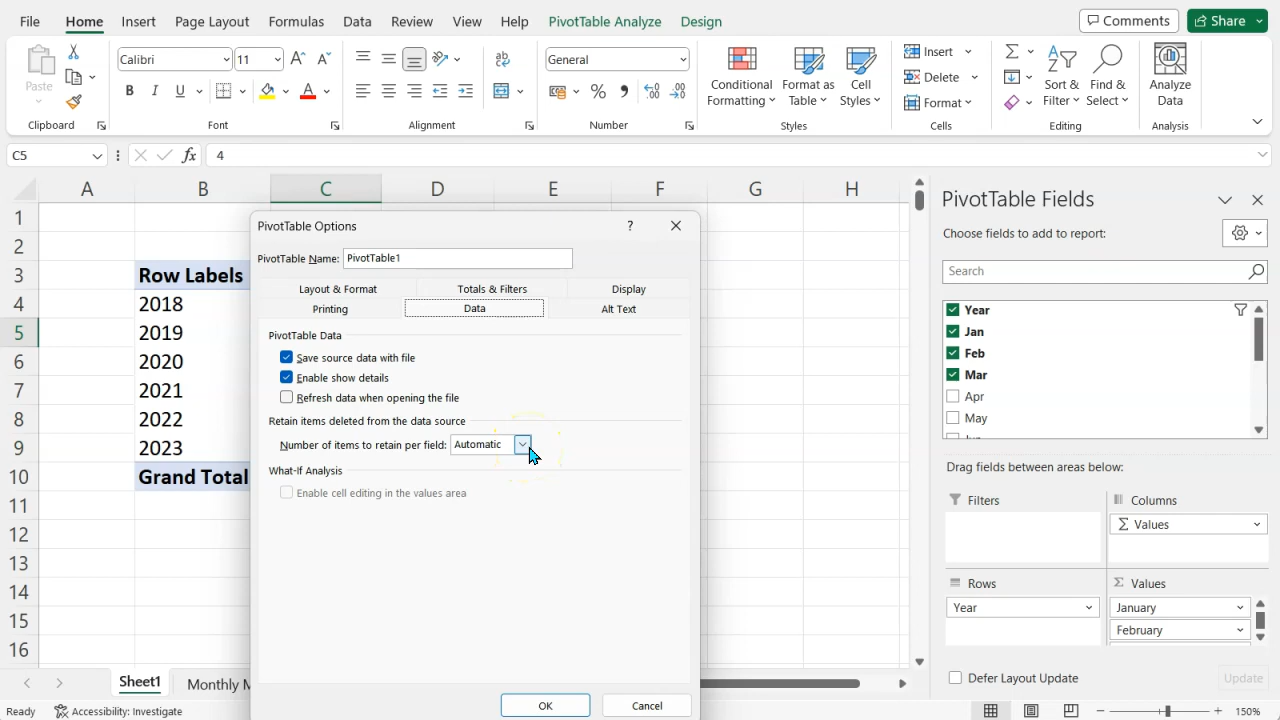 File Home Insert Page Layout Formulas Data Review View Help PivotTable Analyze Design Comments Share
Calibri 11 General Insert
Paste B I U Conditional Formatting Format as Table Cell Styles Delete Sort & Filter Find & Select Analyze Data
Format
Clipboard Font Alignment Number Styles Cells Editing Analysis
C5 fx 4
A B C D E F G H
1
2
3 Row Labels
4 2018
5 2019
6 2020
7 2021
8 2022
9 2023
10 Grand Total
11
12
13
14
15
16
PivotTable Options ?
PivotTable Name: PivotTable1
Layout & Format Totals & Filters Display
Printing Data Alt Text
PivotTable Data
Save source data with file
Enable show details
Refresh data when opening the file
Retain items deleted from the data source
Number of items to retain per field: Automatic
What-If Analysis
Enable cell editing in the values area
OK Cancel
PivotTable Fields
Choose fields to add to report:
Search
Year
Jan
Feb
Mar
Apr
May
Drag fields between areas below:
Filters Columns
Σ Values
Rows Σ Values
Year January
February
Defer Layout Update Update
Sheet1 Monthly
Ready Accessibility: Investigate 150%